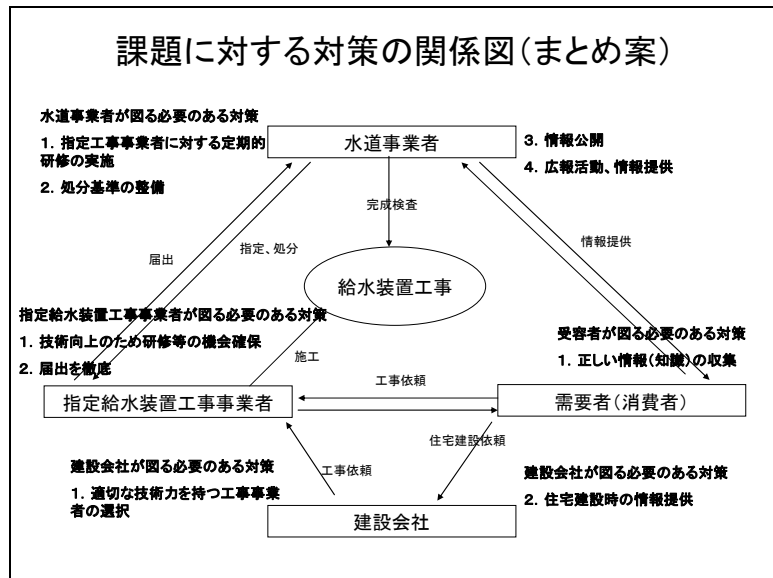 課題に対する対策の関係図(まとめ案)
水道事業者が図る必要のある対策
1. 指定工事事業者に対する定期的
研修の実施
2. 処分基準の整備
水道事業者
3. 情報公開
4. 広報活動、情報提供
完成検査
届出
指定、処分
情報提供
給水装置工事
指定給水装置工事事業者が図る必要のある対策
1. 技術向上のため研修等の機会確保
2. 届出を徹底
施工
受容者が図る必要のある対策
1. 正しい情報(知識)の収集
工事依頼
指定給水装置工事事業者
需要者(消費者)
住宅建設依頼
建設会社が図る必要のある対策
1. 適切な技術力を持つ工事事業
者の選択
工事依頼
建設会社
建設会社が図る必要のある対策
2. 住宅建設時の情報提供